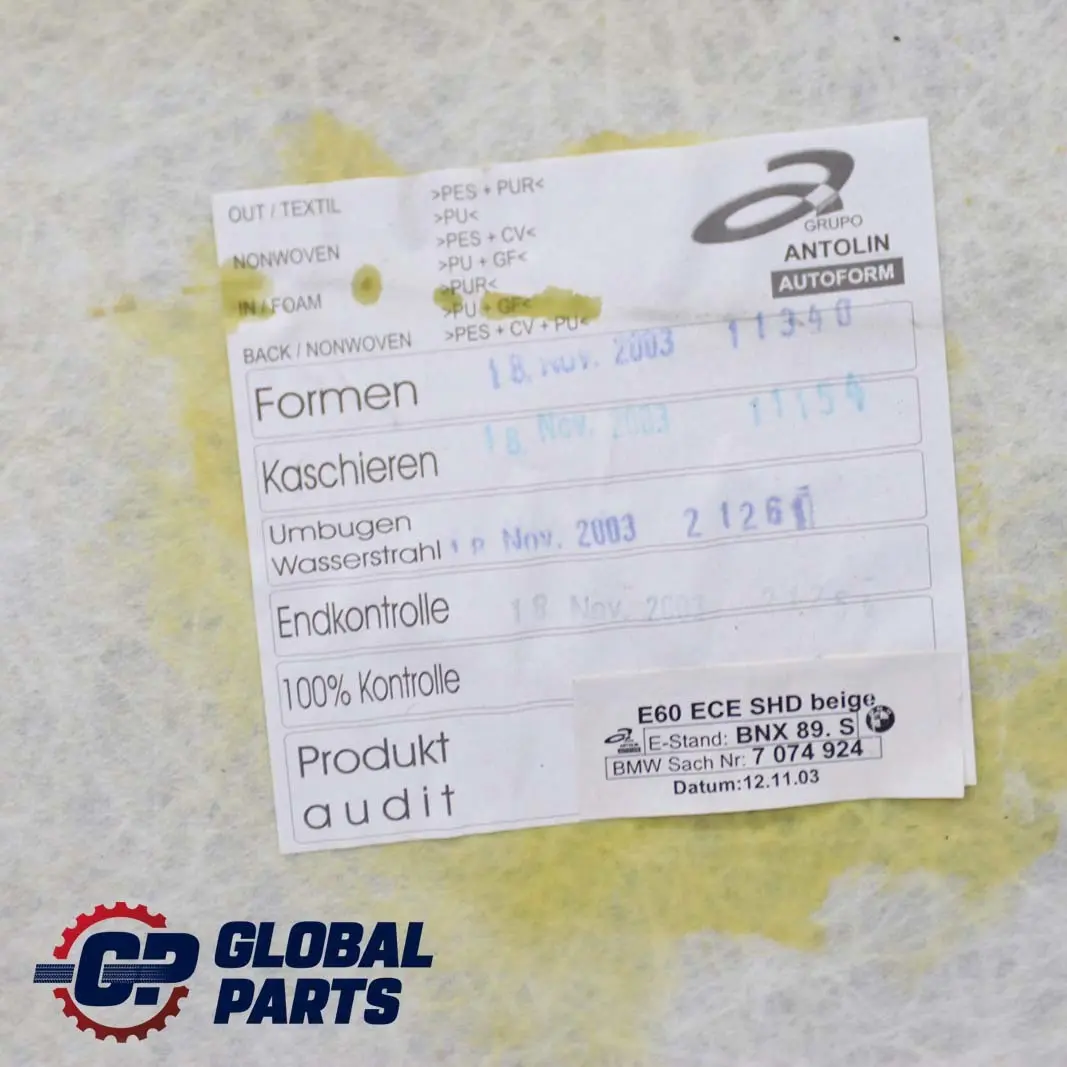 OUT / TEXTIL
>PES + PUR<
>PU<
NONWOVEN
>PES + CV<
>PU + GF<
IN / FOAM
>PUR<
>PU + GF<
BACK / NONWOVEN
>PES + CV + PU<
GRUPO
ANTOLIN
AUTOFORM
Formen 18. Nov. 2003 11340
Kaschieren 18. Nov. 2003 11154
Umbugen
Wasserstrahl Nov. 2003
Endkontrolle 18. Nov. 2003
100% Kontrolle
Produkt
audit
E60 ECE SHD beige
E-Stand: BNX 89. S
BMW Sach Nr: 7 074 924
Datum:12.11.03
GP GLOBAL
PARTS